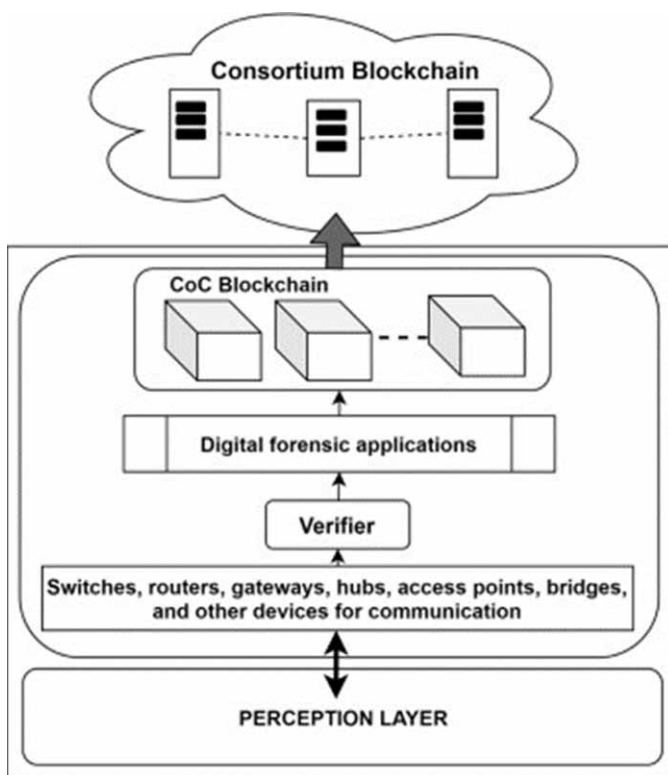 Consortium Blockchain
CoC Blockchain
Digital forensic applications
Verifier
Switches, routers, gateways, hubs, access points, bridges,
and other devices for communication
PERCEPTION LAYER